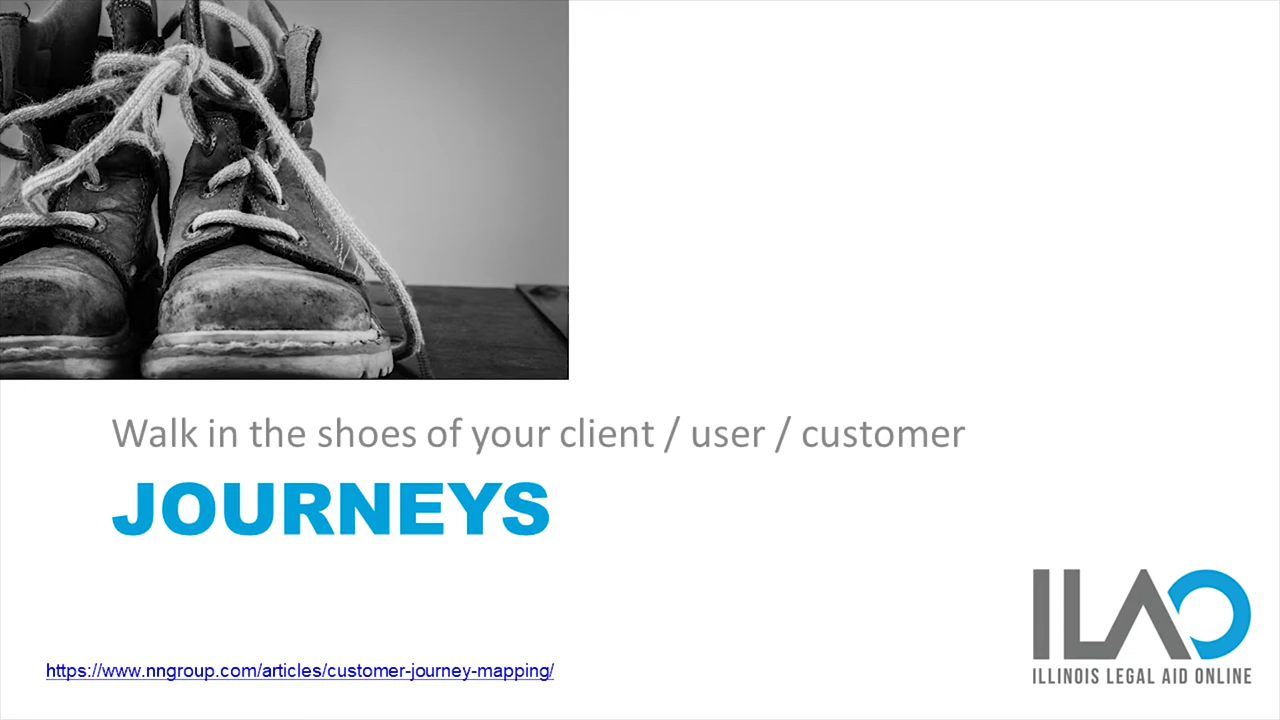 Walk in the shoes of your client / user / customer
JOURNEYS
https://www.nngroup.com/articles/customer-journey-mapping/
ILAO
ILLINOIS LEGAL AID ONLINE